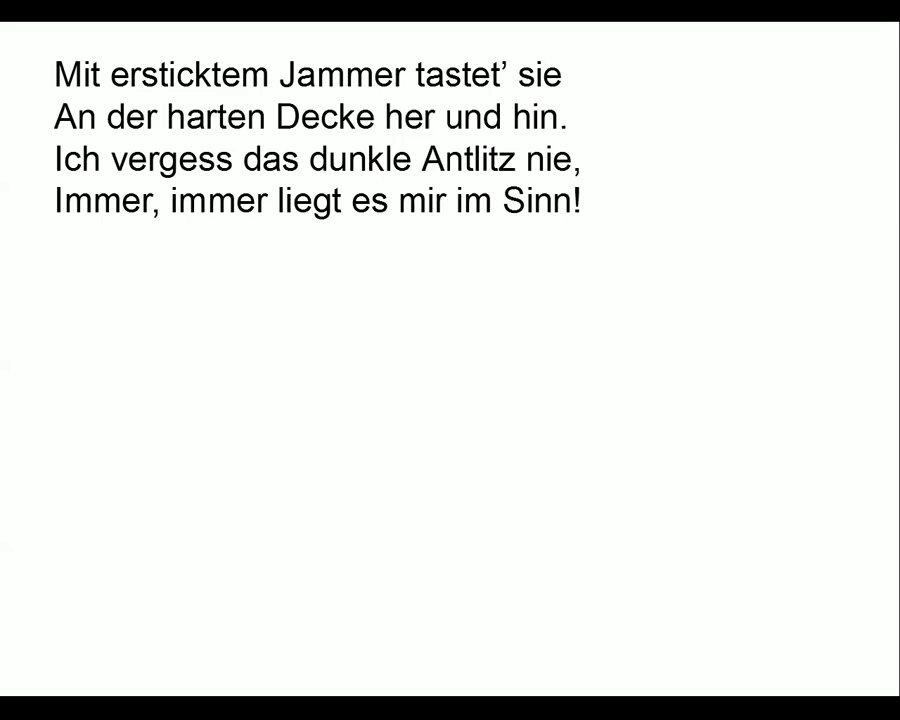 Mit ersticktem Jammer tastet’ sie
An der harten Decke her und hin.
Ich vergess das dunkle Antlitz nie,
Immer, immer liegt es mir im Sinn!